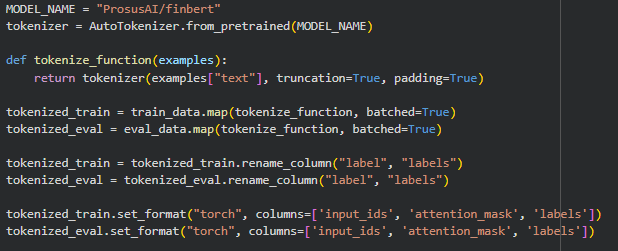 MODEL_NAME = "ProsusAI/finbert"
tokenizer = AutoTokenizer.from_pretrained(MODEL_NAME)
def tokenize_function(examples):
    return tokenizer(examples["text"], truncation=True, padding=True)
tokenized_train = train_data.map(tokenize_function, batched=True)
tokenized_eval = eval_data.map(tokenize_function, batched=True)
tokenized_train = tokenized_train.rename_column("label", "labels")
tokenized_eval = tokenized_eval.rename_column("label", "labels")
tokenized_train.set_format("torch", columns=['input_ids', 'attention_mask', 'labels'])
tokenized_eval.set_format("torch", columns=['input_ids', 'attention_mask', 'labels'])